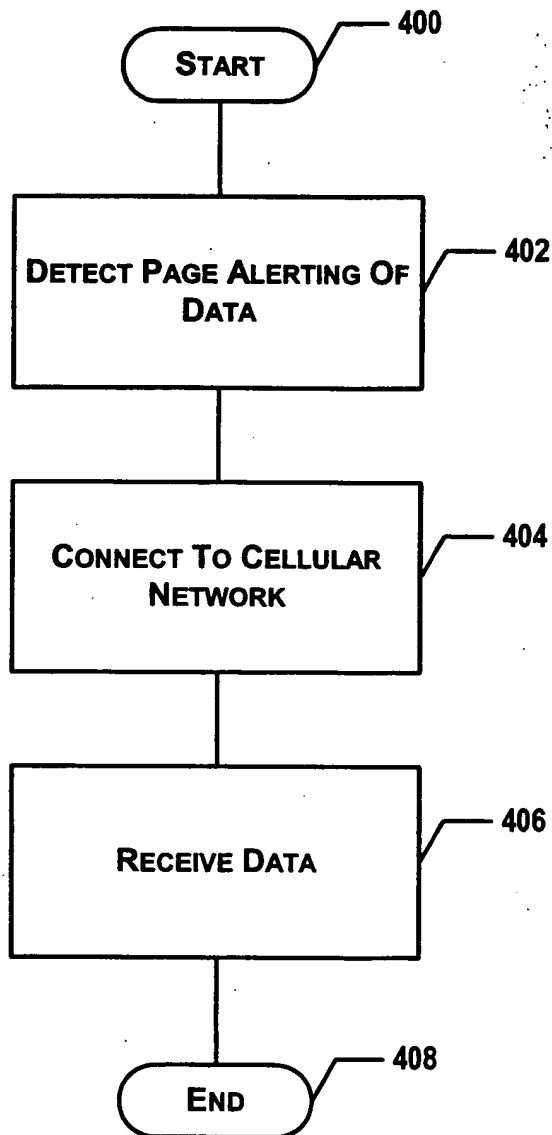 START
400
DETECT PAGE ALERTING OF
DATA
402
CONNECT TO CELLULAR
NETWORK
404
RECEIVE DATA
406
END
408